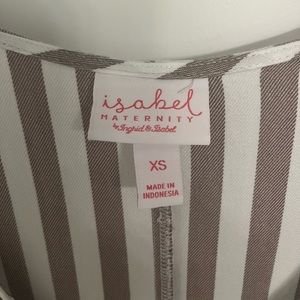 isabel
MATERNITY
by Ingrid & Isabel
XS
MADE IN
INDONESIA